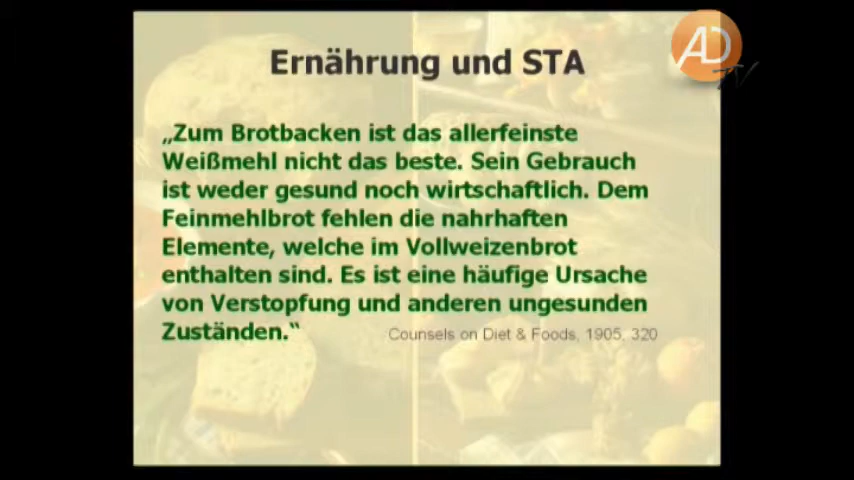 AD
TV
Ernährung und STA
„Zum Brotbacken ist das allerfeinste
Weißmehl nicht das beste. Sein Gebrauch
ist weder gesund noch wirtschaftlich. Dem
Feinmehlbrot fehlen die nahrhaften
Elemente, welche im Vollweizenbrot
enthalten sind. Es ist eine häufige Ursache
von Verstopfung und anderen ungesunden
Zuständen.“ Counsels on Diet & Foods, 1905, 320